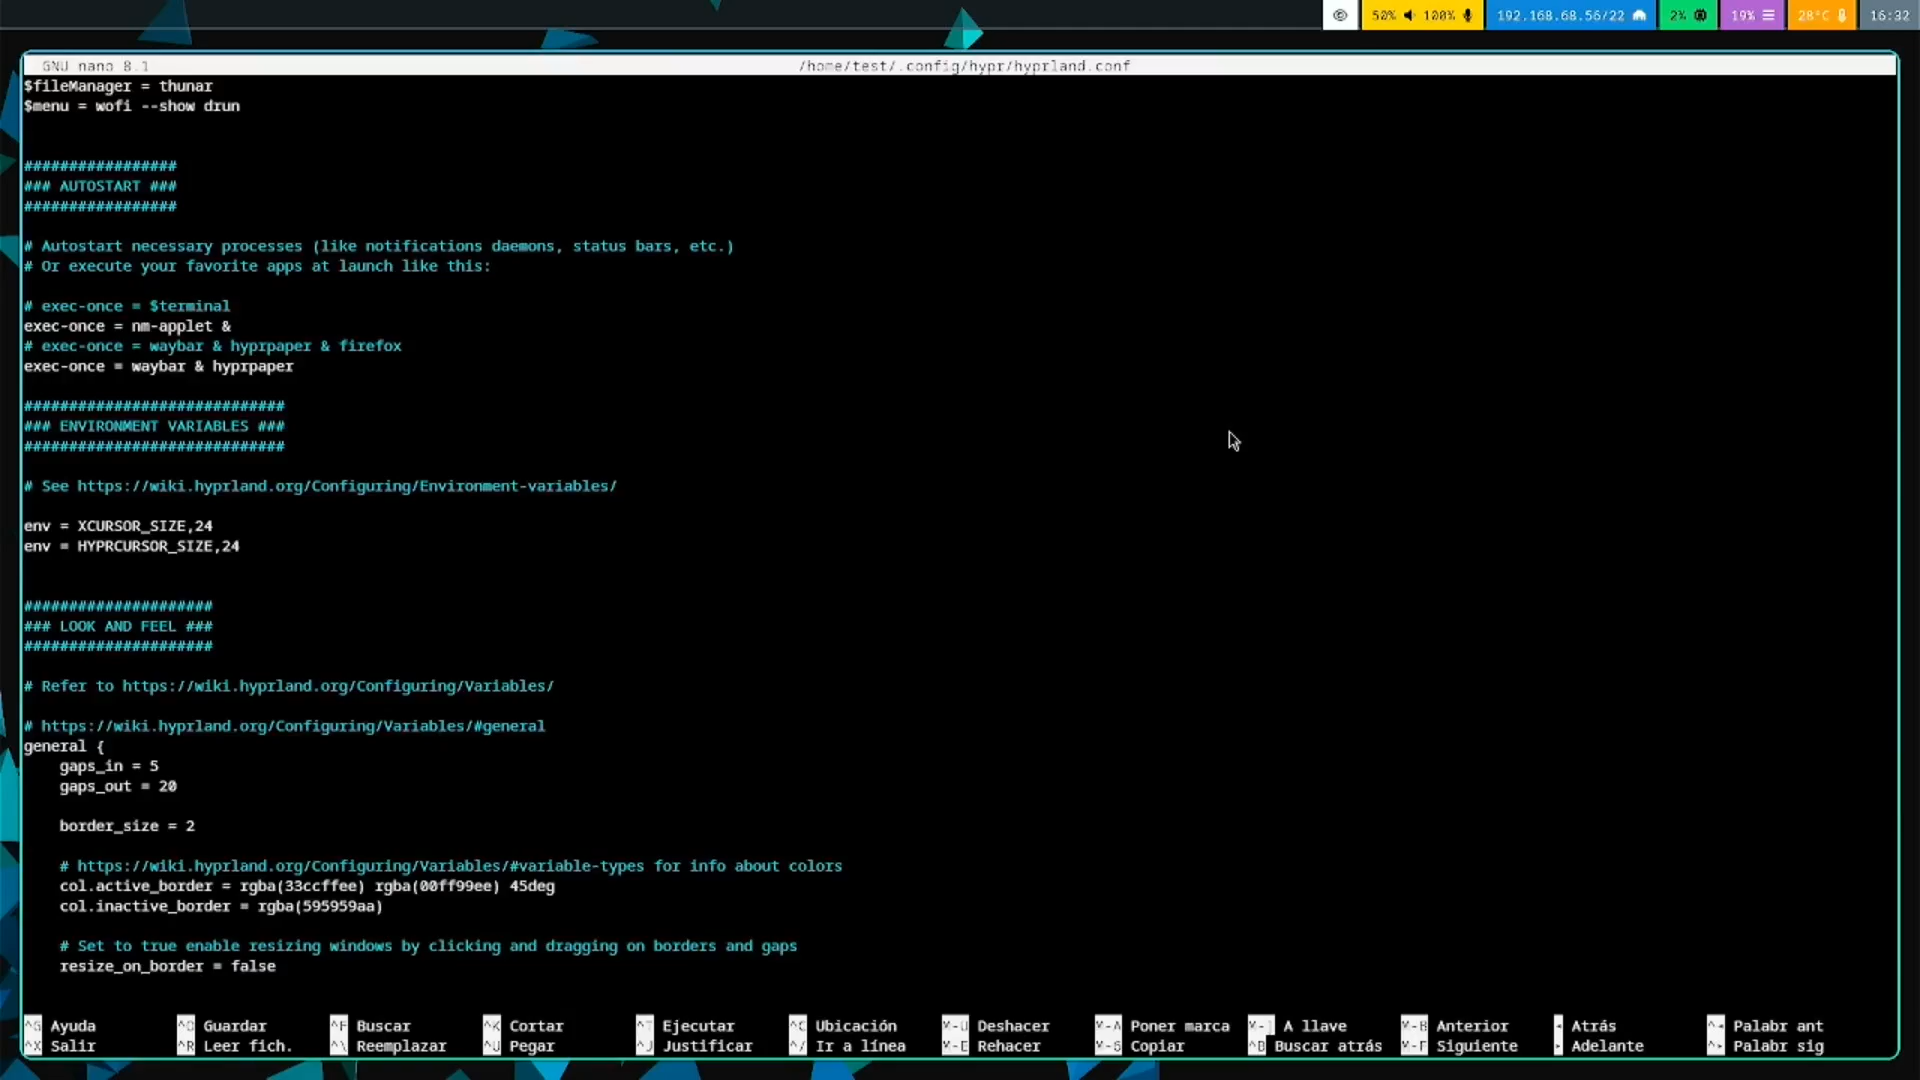 50% 100% 192.168.68.56/22 2% 19% 28°C 16:32
GNU nano 8.1 /home/test/.config/hypr/hyprland.conf
$fileManager = thunar
$menu = wofi --show drun
#################
### AUTOSTART ###
#################
# Autostart necessary processes (like notifications daemons, status bars, etc.)
# Or execute your favorite apps at launch like this:
# exec-once = $terminal
exec-once = nm-applet &
# exec-once = waybar & hyprpaper & firefox
exec-once = waybar & hyprpaper
#############################
### ENVIRONMENT VARIABLES ###
#############################
# See https://wiki.hyprland.org/Configuring/Environment-variables/
env = XCURSOR_SIZE,24
env = HYPRCURSOR_SIZE,24
#####################
### LOOK AND FEEL ###
#####################
# Refer to https://wiki.hyprland.org/Configuring/Variables/
# https://wiki.hyprland.org/Configuring/Variables/#general
general {
gaps_in = 5
gaps_out = 20
border_size = 2
# https://wiki.hyprland.org/Configuring/Variables/#variable-types for info about colors
col.active_border = rgba(33ccffee) rgba(00ff99ee) 45deg
col.inactive_border = rgba(595959aa)
# Set to true enable resizing windows by clicking and dragging on borders and gaps
resize_on_border = false
^G Ayuda ^O Guardar ^F Buscar ^K Cortar ^T Ejecutar ^C Ubicación M-U Deshacer M-A Poner marca M-] A llave M-B Anterior Atrás Palabr ant
^X Salir ^R Leer fich. ^\ Reemplazar ^U Pegar ^J Justificar ^/ Ir a línea M-E Rehacer M-6 Copiar ^B Buscar atrás M-F Siguiente Adelante Palabr sig